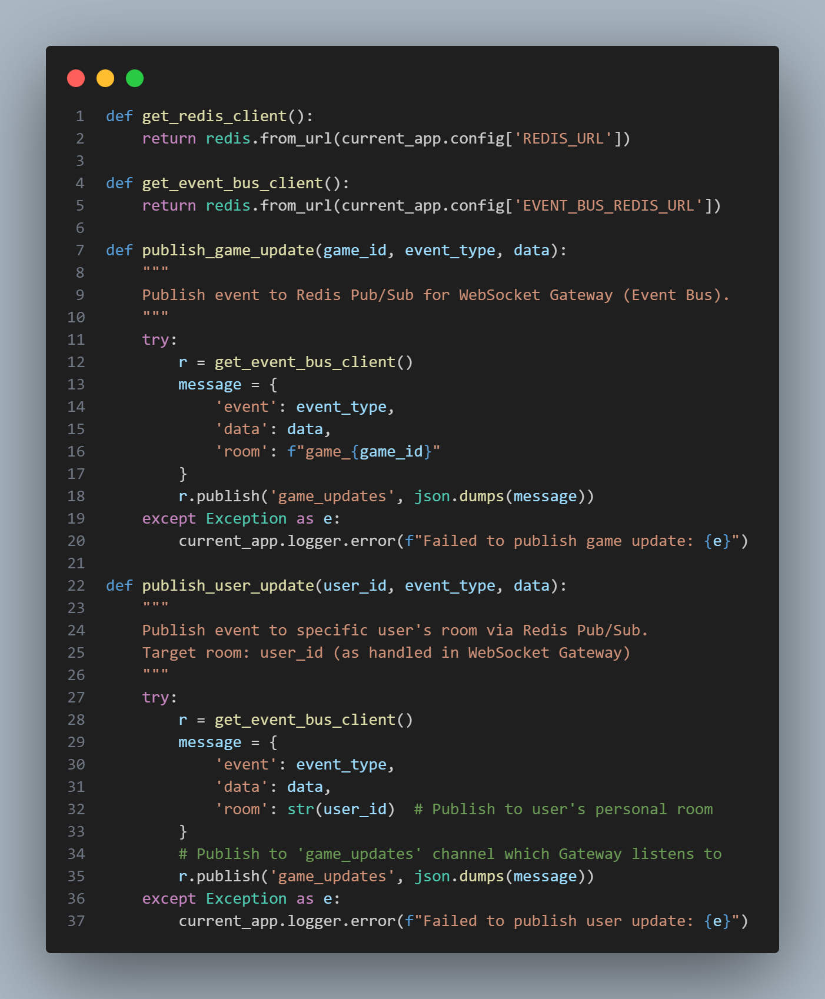 1 def get_redis_client():
2     return redis.from_url(current_app.config['REDIS_URL'])
3
4 def get_event_bus_client():
5     return redis.from_url(current_app.config['EVENT_BUS_REDIS_URL'])
6
7 def publish_game_update(game_id, event_type, data):
8     """
9     Publish event to Redis Pub/Sub for WebSocket Gateway (Event Bus).
10     """
11     try:
12         r = get_event_bus_client()
13         message = {
14             'event': event_type,
15             'data': data,
16             'room': f"game_{game_id}"
17         }
18         r.publish('game_updates', json.dumps(message))
19     except Exception as e:
20         current_app.logger.error(f"Failed to publish game update: {e}")
21
22 def publish_user_update(user_id, event_type, data):
23     """
24     Publish event to specific user's room via Redis Pub/Sub.
25     Target room: user_id (as handled in WebSocket Gateway)
26     """
27     try:
28         r = get_event_bus_client()
29         message = {
30             'event': event_type,
31             'data': data,
32             'room': str(user_id)  # Publish to user's personal room
33         }
34         # Publish to 'game_updates' channel which Gateway listens to
35         r.publish('game_updates', json.dumps(message))
36     except Exception as e:
37         current_app.logger.error(f"Failed to publish user update: {e}")